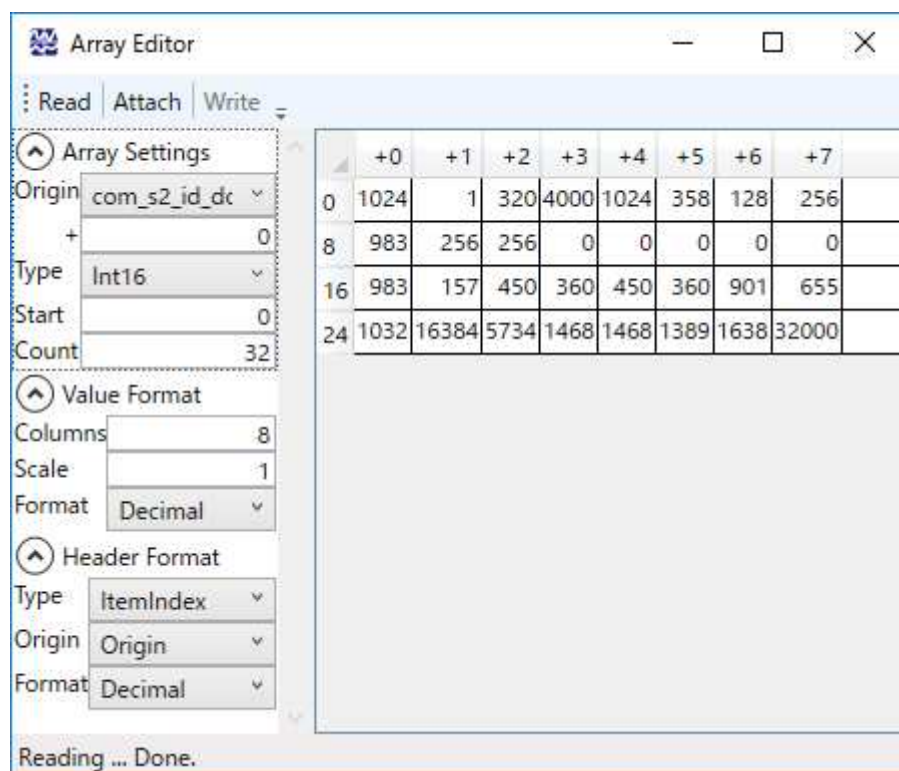 Array Editor
Read Attach Write
Array Settings
Origin com_s2_id_dc
+ 0
Type Int16
Start 0
Count 32
Value Format
Columns 8
Scale 1
Format Decimal
Header Format
Type ItemIndex
Origin Origin
Format Decimal
+0 +1 +2 +3 +4 +5 +6 +7
0 1024 1 320 4000 1024 358 128 256
8 983 256 256 0 0 0 0 0
16 983 157 450 360 450 360 901 655
24 1032 16384 5734 1468 1468 1389 1638 32000
Reading ... Done.